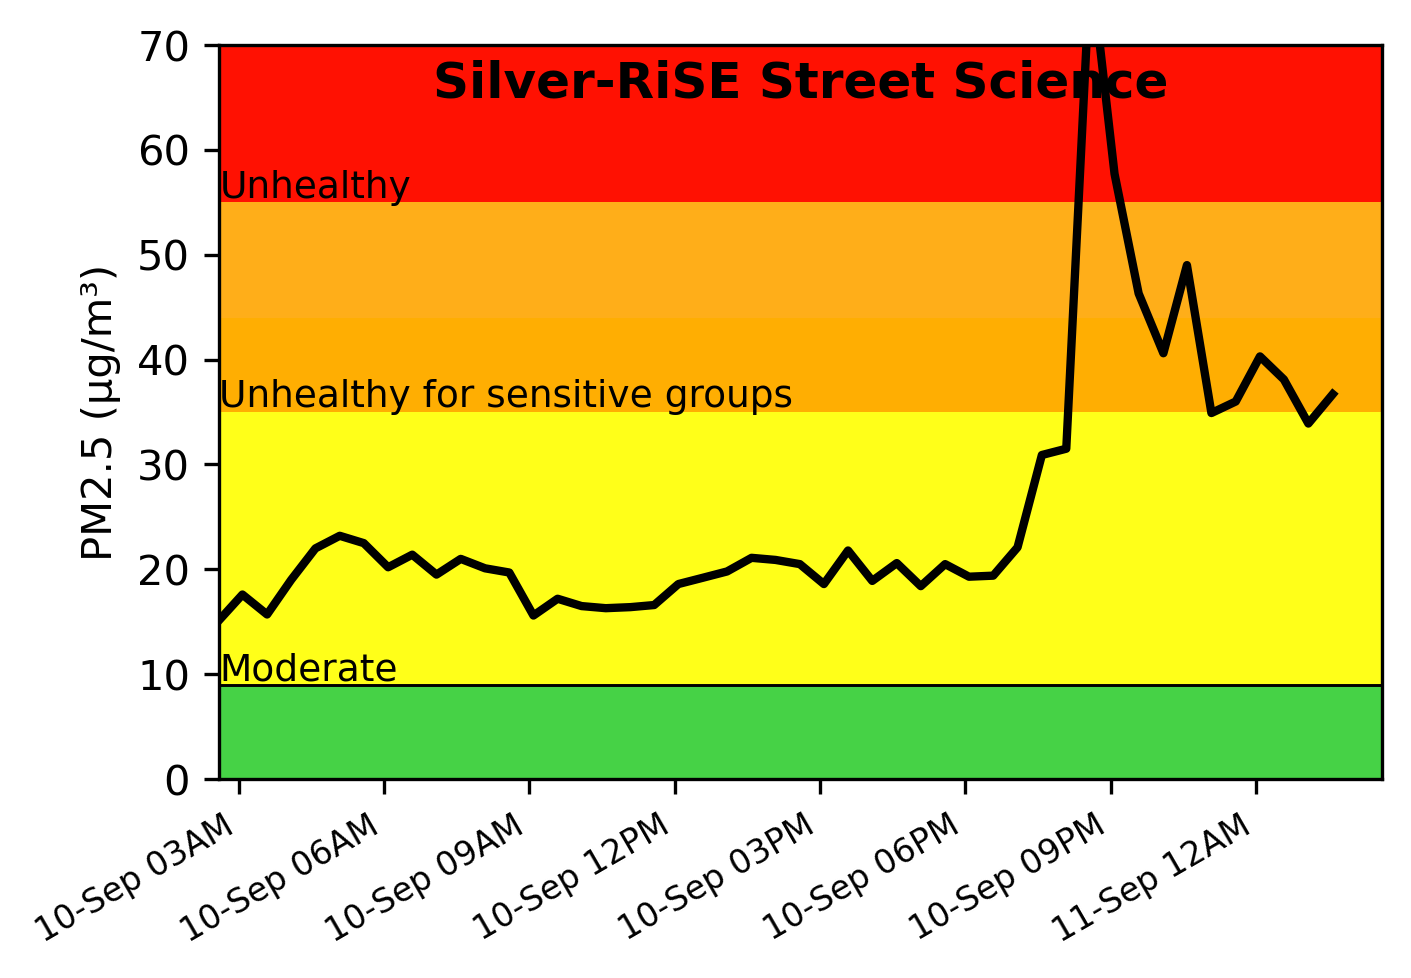 Silver-RiSE Street Science
PM2.5 (μg/m³)
70
60
50
40
30
20
10
0
Unhealthy
Unhealthy for sensitive groups
Moderate
10-Sep 03AM
10-Sep 06AM
10-Sep 09AM
10-Sep 12PM
10-Sep 03PM
10-Sep 06PM
10-Sep 09PM
11-Sep 12AM